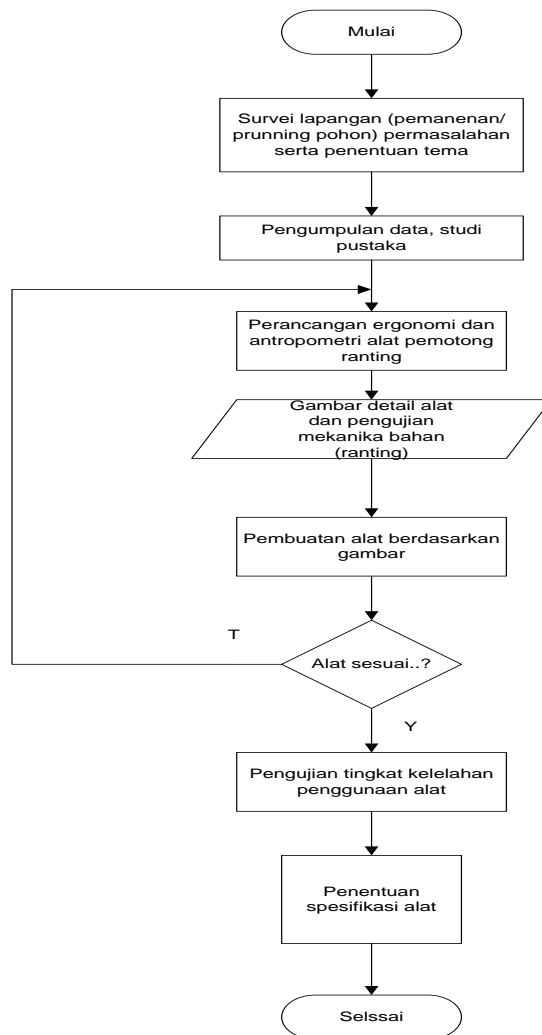 Mulai
Survei lapangan (pemanenan/
prunning pohon) permasalahan
serta penentuan tema
Pengumpulan data, studi
pustaka
Perancangan ergonomi dan
antropometri alat pemotong
ranting
Gambar detail alat
dan pengujian
mekanika bahan
(ranting)
Pembuatan alat berdasarkan
gambar
T
Alat sesuai..?
Y
Pengujian tingkat kelelahan
penggunaan alat
Penentuan
spesifikasi alat
Selssai